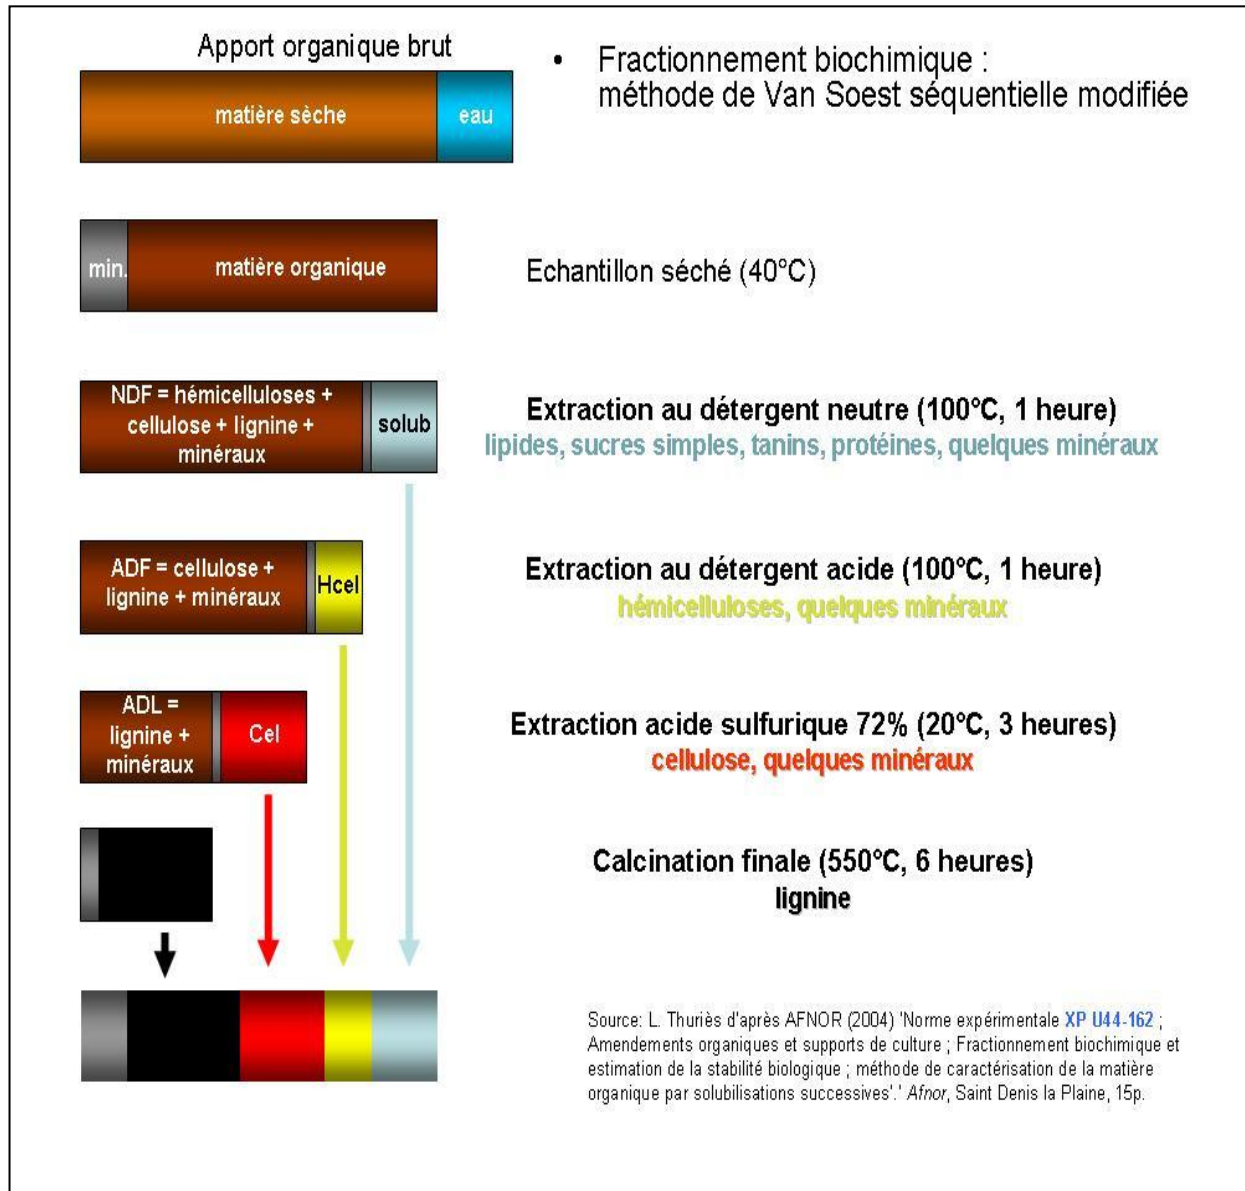 Apport organique brut
• Fractionnement biochimique :
méthode de Van Soest séquentielle modifiée
matière sèche
eau
min.
matière organique
Echantillon séché (40°C)
NDF = hémicelluloses +
cellulose + lignine +
minéraux
solub
Extraction au détergent neutre (100°C, 1 heure)
lipides, sucres simples, tanins, protéines, quelques minéraux
ADF = cellulose +
lignine + minéraux
Hcel
Extraction au détergent acide (100°C, 1 heure)
hémicelluloses, quelques minéraux
ADL =
lignine +
minéraux
Cel
Extraction acide sulfurique 72% (20°C, 3 heures)
cellulose, quelques minéraux
Calcination finale (550°C, 6 heures)
lignine
Source: L. Thuriès d'après AFNOR (2004) 'Norme expérimentale XP U44-162 ;
Amendements organiques et supports de culture ; Fractionnement biochimique et
estimation de la stabilité biologique ; méthode de caractérisation de la matière
organique par solubilisations successives'.' Afnor, Saint Denis la Plaine, 15p.